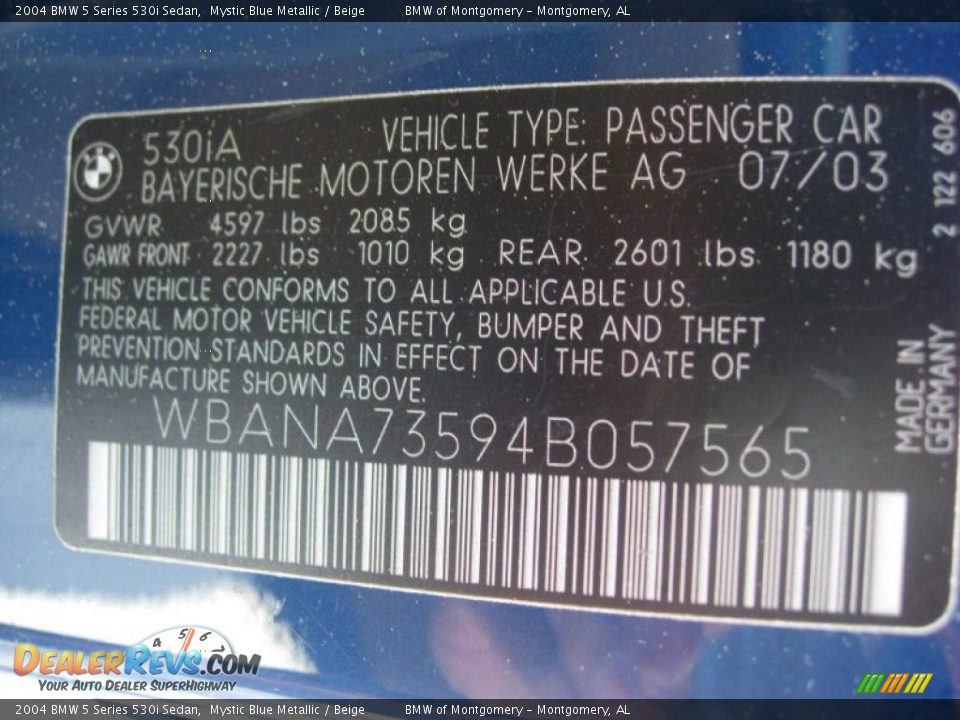 2004 BMW 5 Series 530i Sedan, Mystic Blue Metallic / Beige BMW of Montgomery - Montgomery, AL
530iA VEHICLE TYPE: PASSENGER CAR
BAYERISCHE MOTOREN WERKE AG 07/03
GVWR 4597 lbs 2085 kg
GAWR FRONT 2227 lbs 1010 kg REAR 2601 lbs 1180 kg
THIS VEHICLE CONFORMS TO ALL APPLICABLE U.S.
FEDERAL MOTOR VEHICLE SAFETY, BUMPER AND THEFT
PREVENTION STANDARDS IN EFFECT ON THE DATE OF
MANUFACTURE SHOWN ABOVE.
WBANA73594B057565
2 122 606
MADE IN
GERMANY
4 5 6
DEALERREVS.COM
YOUR AUTO DEALER SUPERHIGHWAY
2004 BMW 5 Series 530i Sedan, Mystic Blue Metallic / Beige BMW of Montgomery - Montgomery, AL